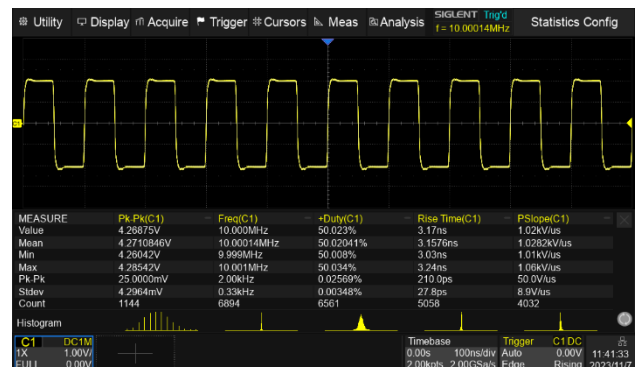 Utility Display Acquire Trigger Cursors Meas Analysis SIGLENT Trig'd Statistics Config
f = 10.00014MHz
C1
MEASURE Pk-Pk(C1) Freq(C1) +Duty(C1) Rise Time(C1) PSlope(C1)
Value 4.26875V 10.000MHz 50.023% 3.17ns 1.02kV/us
Mean 4.2710846V 10.00014MHz 50.02041% 3.1576ns 1.0282kV/us
Min 4.26042V 9.999MHz 50.008% 3.03ns 1.01kV/us
Max 4.28542V 10.001MHz 50.034% 3.24ns 1.06kV/us
Pk-Pk 25.0000mV 2.00kHz 0.02569% 210.0ps 50.0V/us
Stdev 4.2964mV 0.33kHz 0.00348% 27.8ps 8.9V/us
Count 1144 6894 6561 5058 4032
Histogram
C1 DC1M Timebase Trigger C1 DC
1X 1.00V/ 0.00s 100ns/div Auto 0.00V 11:41:33
FULL 0.00V 2.00kpts 2.00GSa/s Edge Rising 2023/11/7